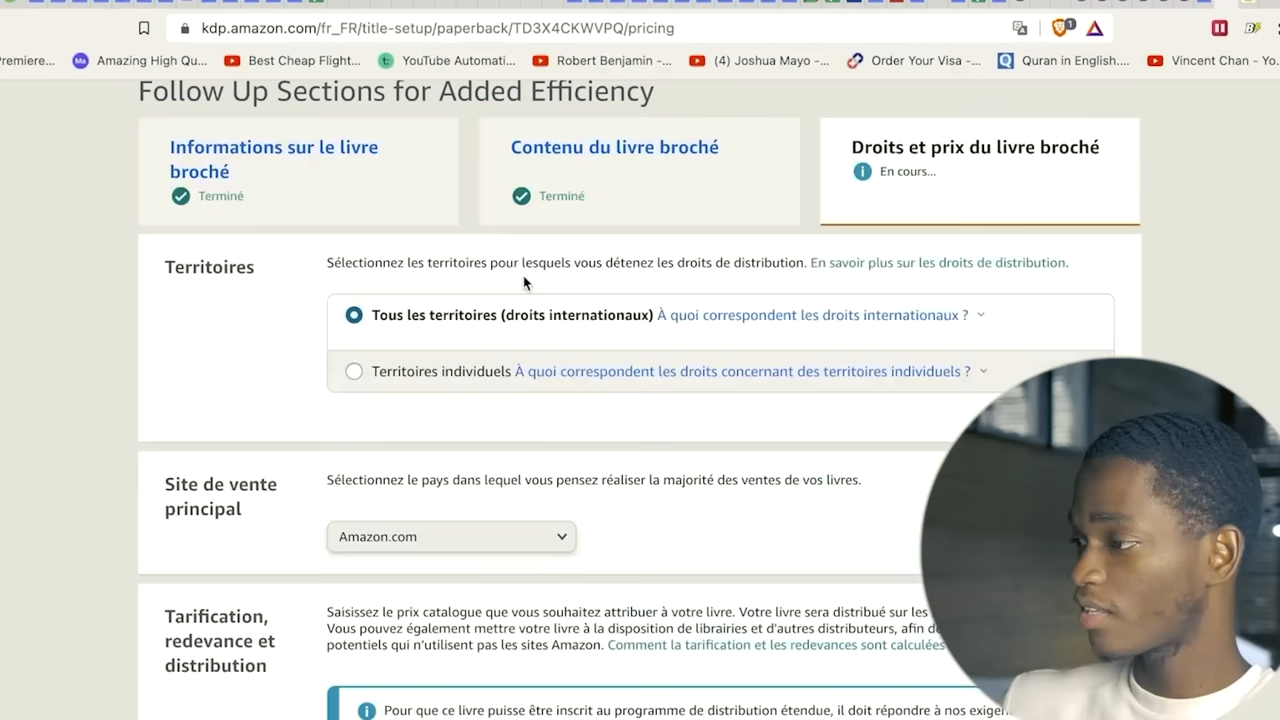 kdp.amazon.com/fr_FR/title-setup/paperback/TD3X4CKWVPQ/pricing
1
Premiere...
Amazing High Qu...
Best Cheap Flight...
YouTube Automati...
Robert Benjamin -...
(4) Joshua Mayo -...
Order Your Visa -...
Quran in English....
Vincent Chan - Yo...
Follow Up Sections for Added Efficiency
Informations sur le livre
broché
Terminé
Contenu du livre broché
Terminé
Droits et prix du livre broché
En cours...
Territoires
Sélectionnez les territoires pour lesquels vous détenez les droits de distribution. En savoir plus sur les droits de distribution.
Tous les territoires (droits internationaux) À quoi correspondent les droits internationaux ?
Territoires individuels À quoi correspondent les droits concernant des territoires individuels ?
Site de vente
principal
Sélectionnez le pays dans lequel vous pensez réaliser la majorité des ventes de vos livres.
Amazon.com
Tarification,
redevance et
distribution
Saisissez le prix catalogue que vous souhaitez attribuer à votre livre. Votre livre sera distribué sur les
Vous pouvez également mettre votre livre à la disposition de librairies et d'autres distributeurs, afin
potentiels qui n'utilisent pas les sites Amazon. Comment la tarification et les redevances sont calculées
Pour que ce livre puisse être inscrit au programme de distribution étendue, il doit répondre à nos